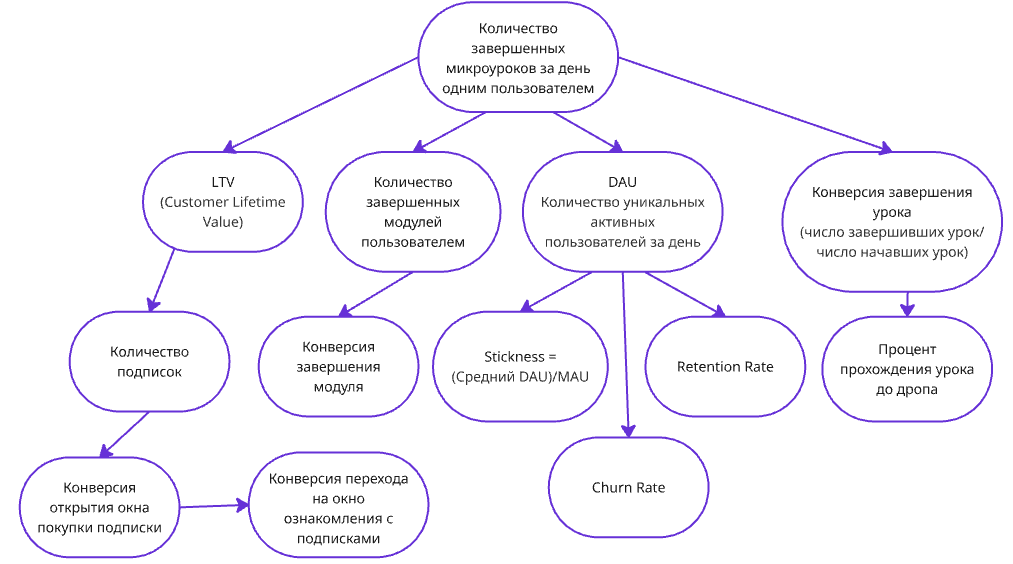 Количество
завершенных
микроуроков за день
одним пользователем
LTV
(Customer Lifetime
Value)
Количество
завершенных
модулей
пользователем
DAU
Количество уникальных
активных
пользователей за день
Конверсия завершения
урока
(число завершивших урок/
число начавших урок)
Количество
подписок
Конверсия
завершения
модуля
Stickness =
(Средний DAU)/MAU
Retention Rate
Процент
прохождения урока
до дропа
Конверсия
открытия окна
покупки подписки
Конверсия перехода
на окно
ознакомления с
подписками
Churn Rate